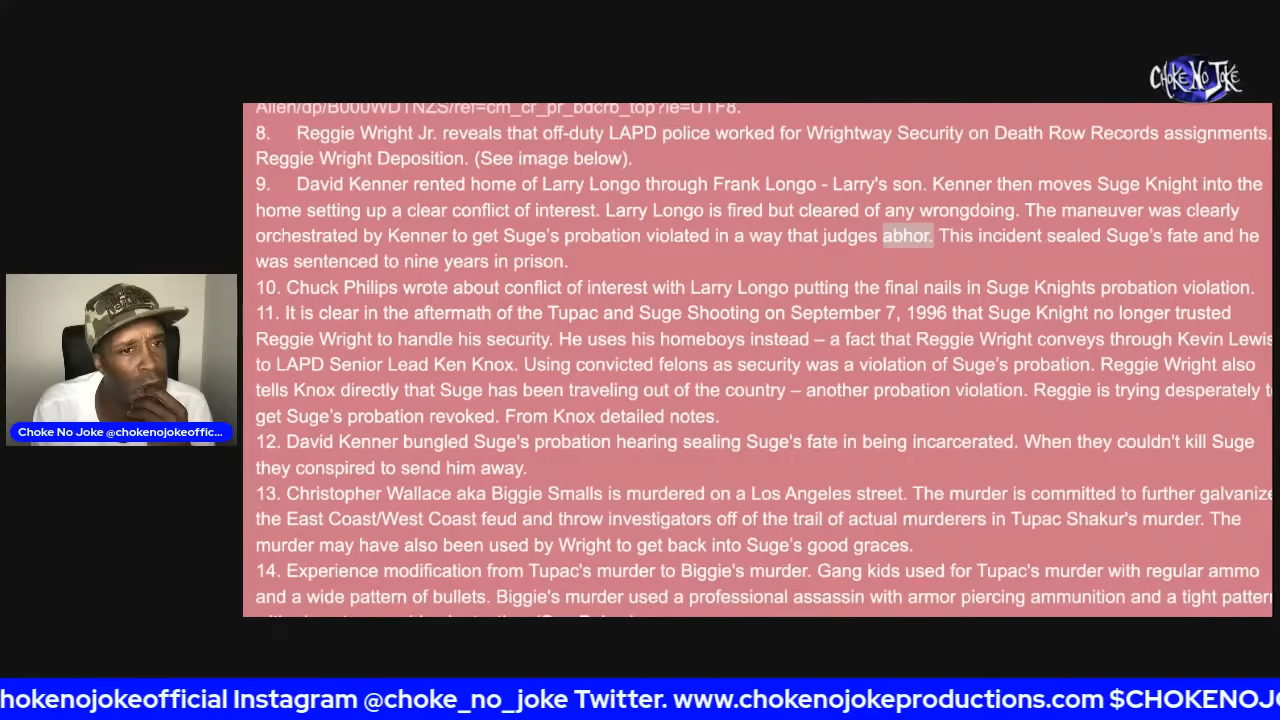 CHOKE NO JOKE
Allen/dp/B000WDTNZS/ref=cm_cr_pr_bdcrb_top?ie=UTF8.
8. Reggie Wright Jr. reveals that off-duty LAPD police worked for Wrightway Security on Death Row Records assignments.
Reggie Wright Deposition. (See image below).
9. David Kenner rented home of Larry Longo through Frank Longo - Larry's son. Kenner then moves Suge Knight into the
home setting up a clear conflict of interest. Larry Longo is fired but cleared of any wrongdoing. The maneuver was clearly
orchestrated by Kenner to get Suge’s probation violated in a way that judges abhor. This incident sealed Suge’s fate and he
was sentenced to nine years in prison.
10. Chuck Philips wrote about conflict of interest with Larry Longo putting the final nails in Suge Knights probation violation.
11. It is clear in the aftermath of the Tupac and Suge Shooting on September 7, 1996 that Suge Knight no longer trusted
Reggie Wright to handle his security. He uses his homeboys instead – a fact that Reggie Wright conveys through Kevin Lewis
to LAPD Senior Lead Ken Knox. Using convicted felons as security was a violation of Suge’s probation. Reggie Wright also
tells Knox directly that Suge has been traveling out of the country – another probation violation. Reggie is trying desperately t
get Suge’s probation revoked. From Knox detailed notes.
12. David Kenner bungled Suge's probation hearing sealing Suge's fate in being incarcerated. When they couldn't kill Suge
they conspired to send him away.
13. Christopher Wallace aka Biggie Smalls is murdered on a Los Angeles street. The murder is committed to further galvanize
the East Coast/West Coast feud and throw investigators off of the trail of actual murderers in Tupac Shakur's murder. The
murder may have also been used by Wright to get back into Suge’s good graces.
14. Experience modification from Tupac's murder to Biggie's murder. Gang kids used for Tupac's murder with regular ammo
and a wide pattern of bullets. Biggie's murder used a professional assassin with armor piercing ammunition and a tight pattern
Choke No Joke @chokenojokeoffic...
hokenojokeofficial Instagram @choke_no_joke Twitter. www.chokenojokeproductions.com $CHOKENOJO